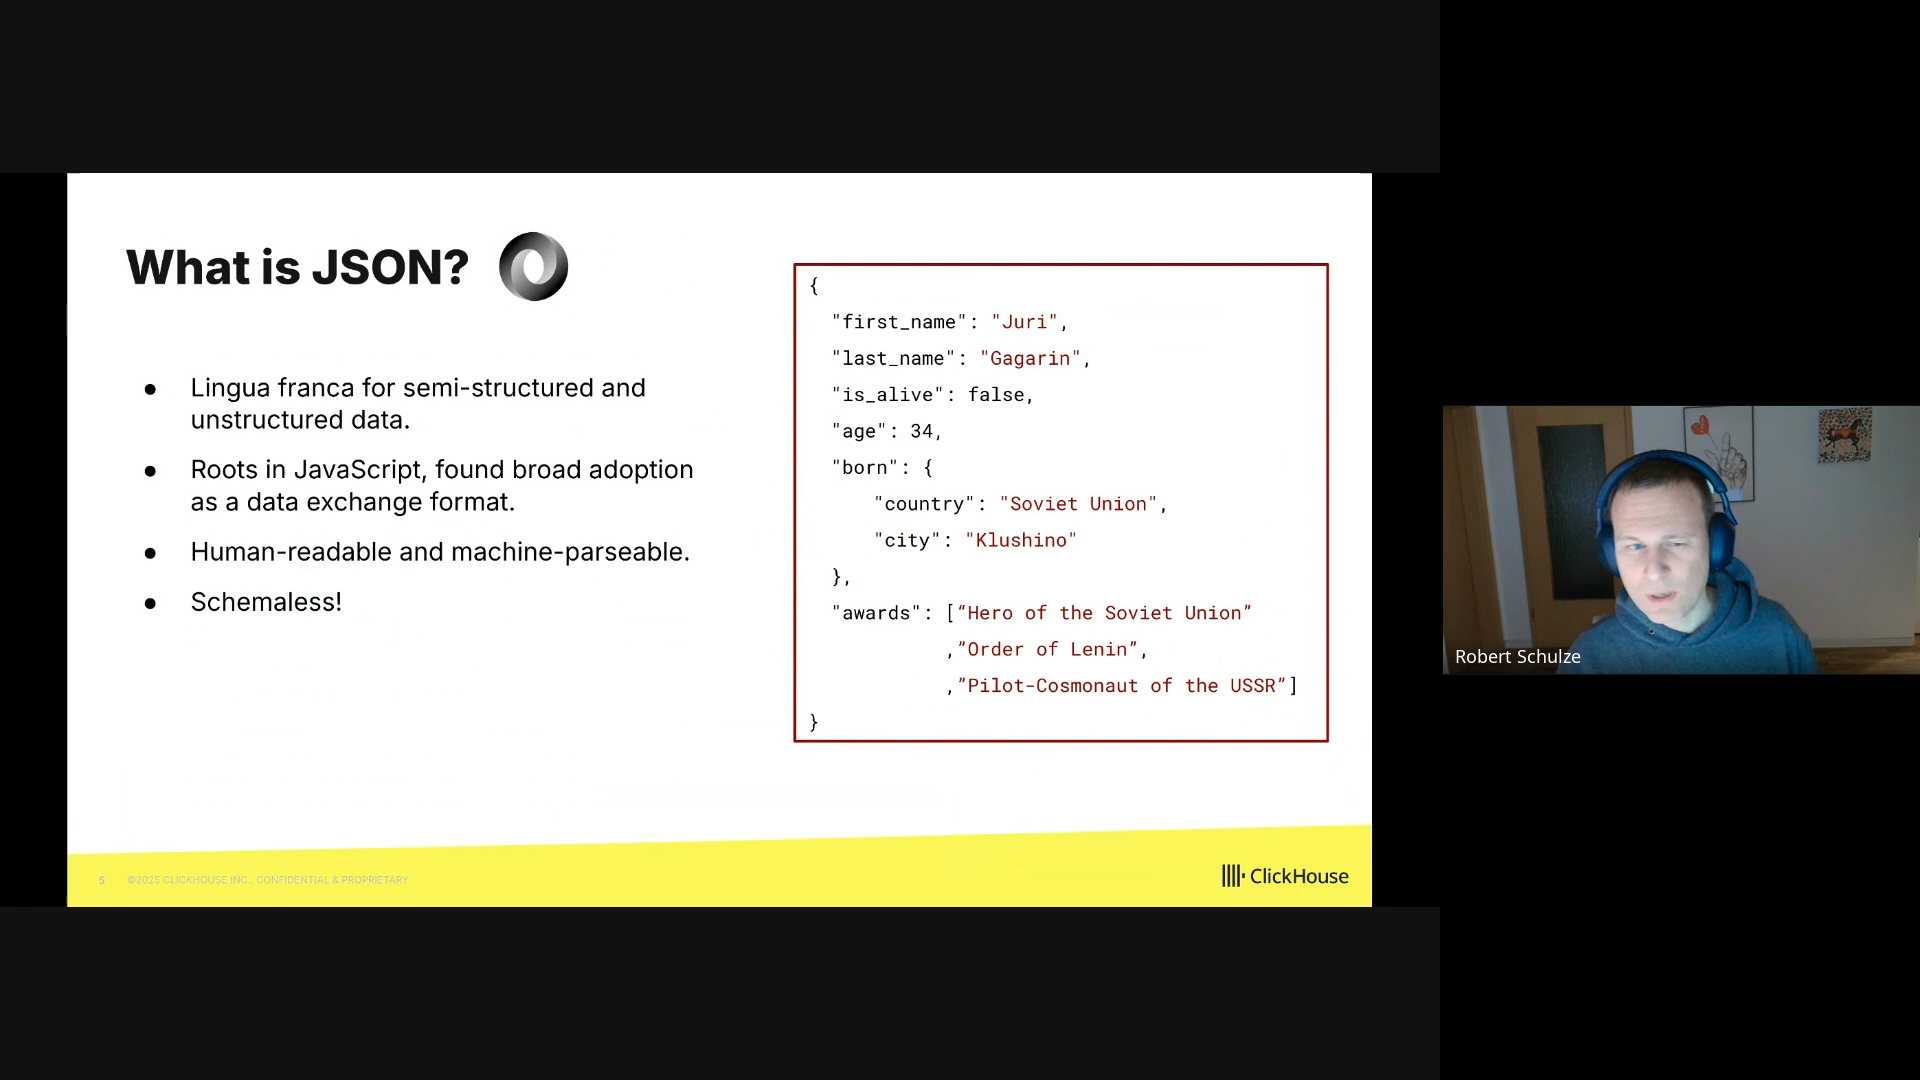 What is JSON?
● Lingua franca for semi-structured and
unstructured data.
● Roots in JavaScript, found broad adoption
as a data exchange format.
● Human-readable and machine-parseable.
● Schemaless!
{
"first_name": "Juri",
"last_name": "Gagarin",
"is_alive": false,
"age": 34,
"born": {
"country": "Soviet Union",
"city": "Klushino"
},
"awards": [“Hero of the Soviet Union”
,”Order of Lenin”,
,”Pilot-Cosmonaut of the USSR”]
}
5 ©2025 CLICKHOUSE INC., CONFIDENTIAL & PROPRIETARY
ClickHouse
Robert Schulze